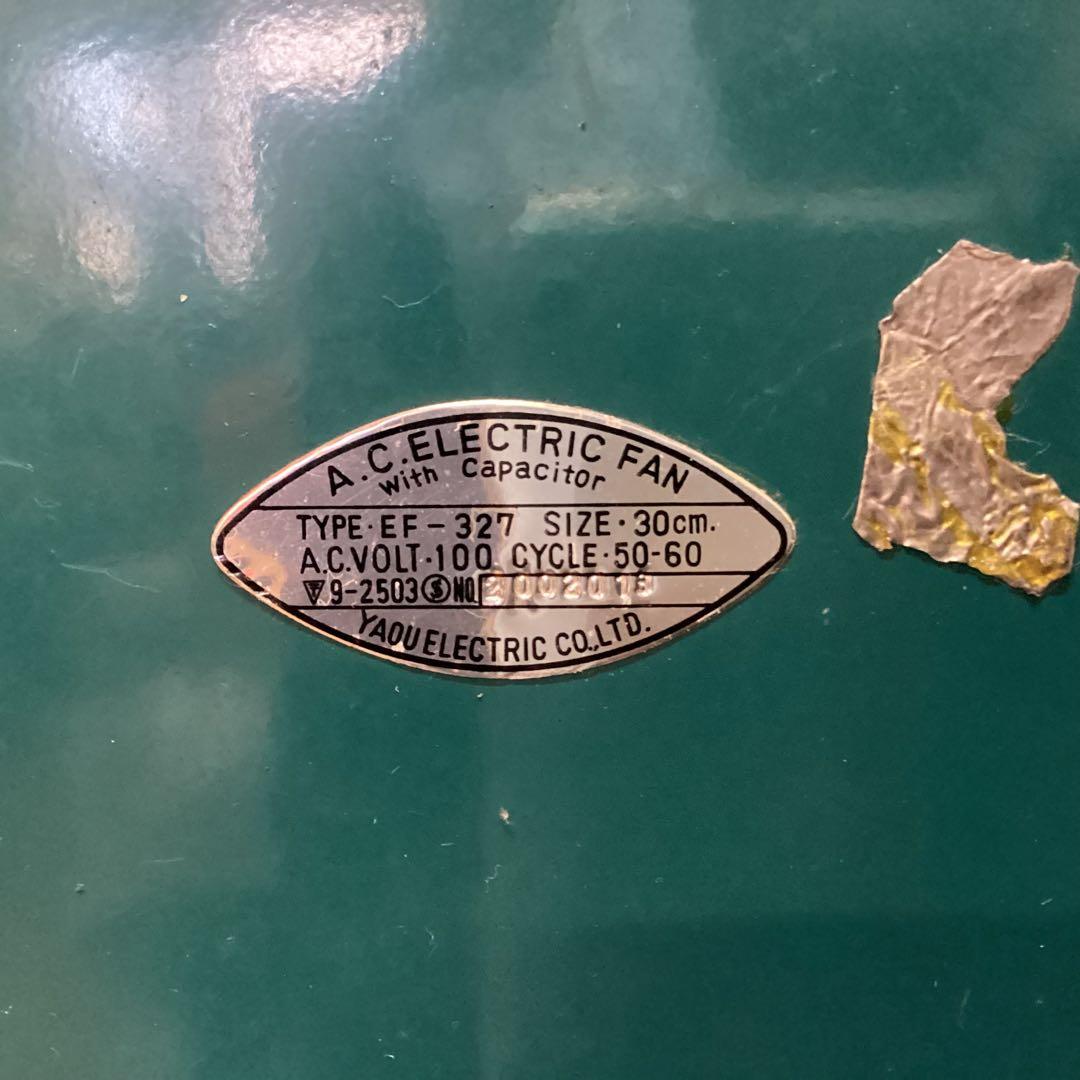 A.C.ELECTRIC FAN
with Capacitor
TYPE·EF-327 SIZE·30cm.
A.C.VOLT·100 CYCLE·50-60
▽9-2503Ⓢ NO.
YAOU ELECTRIC CO.,LTD.